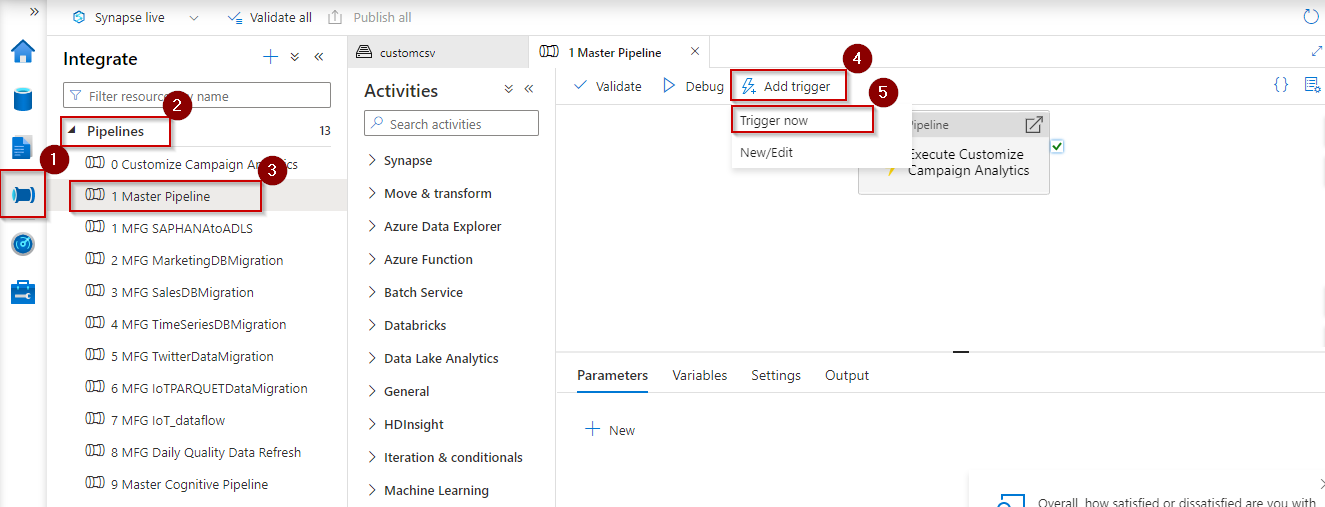 Synapse live
Validate all
Publish all
Integrate
Filter resource by name
2
Pipelines
13
1
0 Customize Campaign Analytics
3
1 Master Pipeline
1 MFG SAPHANAtoADLS
2 MFG MarketingDBMigration
3 MFG SalesDBMigration
4 MFG TimeSeriesDBMigration
5 MFG TwitterDataMigration
6 MFG IoTPARQUETDataMigration
7 MFG IoT_dataflow
8 MFG Daily Quality Data Refresh
9 Master Cognitive Pipeline
customcsv
1 Master Pipeline
Activities
Search activities
Synapse
Move & transform
Azure Data Explorer
Azure Function
Batch Service
Databricks
Data Lake Analytics
General
HDInsight
Iteration & conditionals
Machine Learning
4
Validate
Debug
Add trigger
{}
5
Trigger now
New/Edit
Pipeline
Execute Customize
Campaign Analytics
Parameters
Variables
Settings
Output
New
Overall, how satisfied or dissatisfied are you with